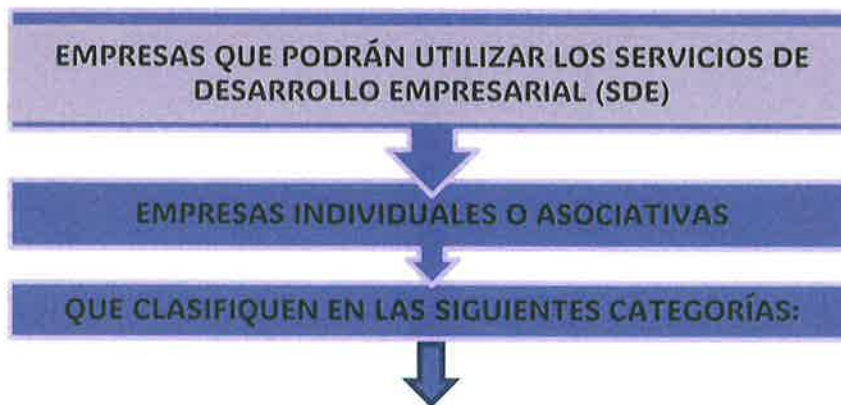 EMPRESAS QUE PODRÁN UTILIZAR LOS SERVICIOS DE
DESARROLLO EMPRESARIAL (SDE)
EMPRESAS INDIVIDUALES O ASOCIATIVAS
QUE CLASIFIQUEN EN LAS SIGUIENTES CATEGORÍAS: